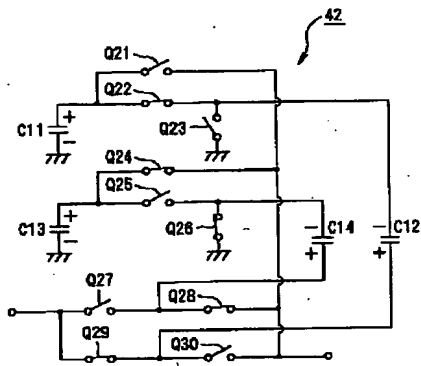 42
Q21
Q22
C11
+
−
Q23
Q24
Q25
C13
+
−
Q26
−
+
C14
−
+
C12
Q27
Q28
Q29
Q30